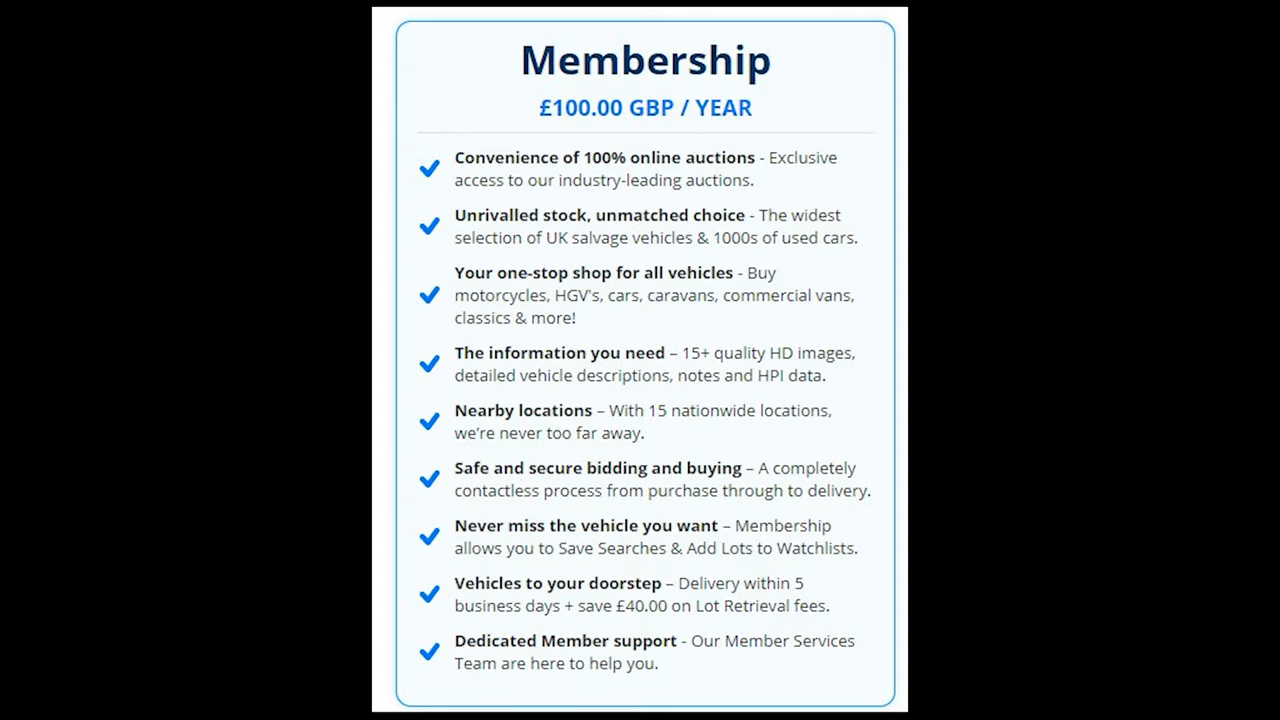 Membership
£100.00 GBP / YEAR
Convenience of 100% online auctions - Exclusive
access to our industry-leading auctions.
Unrivalled stock, unmatched choice - The widest
selection of UK salvage vehicles & 1000s of used cars.
Your one-stop shop for all vehicles - Buy
motorcycles, HGV's, cars, caravans, commercial vans,
classics & more!
The information you need – 15+ quality HD images,
detailed vehicle descriptions, notes and HPI data.
Nearby locations – With 15 nationwide locations,
we’re never too far away.
Safe and secure bidding and buying – A completely
contactless process from purchase through to delivery.
Never miss the vehicle you want – Membership
allows you to Save Searches & Add Lots to Watchlists.
Vehicles to your doorstep – Delivery within 5
business days + save £40.00 on Lot Retrieval fees.
Dedicated Member support - Our Member Services
Team are here to help you.